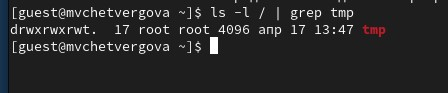 [guest@mvchetvergova ~]$ ls -l / | grep tmp
drwxrwxrwt.  17 root root 4096 апр 17 13:47 tmp
[guest@mvchetvergova ~]$